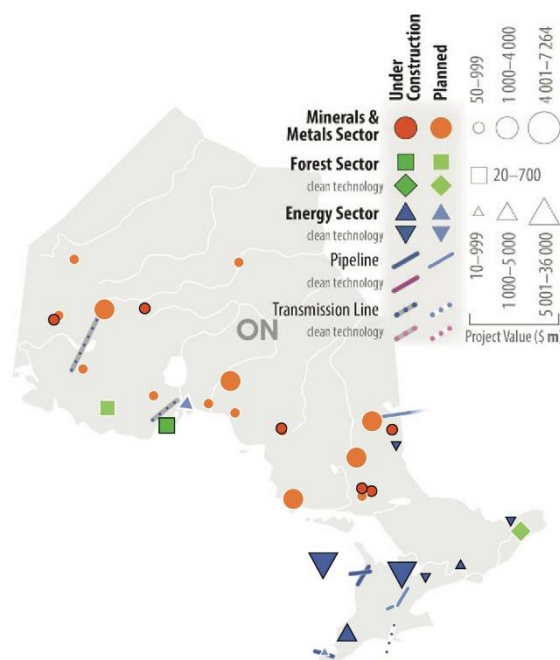 Under
Construction
Planned
50–999
1 000–4 000
4 001–7 264
Minerals &
Metals Sector
Forest Sector
20–700
clean technology
Energy Sector
clean technology
Pipeline
clean technology
Transmission Line
clean technology
10–999
1 000–5 000
5 001–36 000
Project Value ($ m)
ON